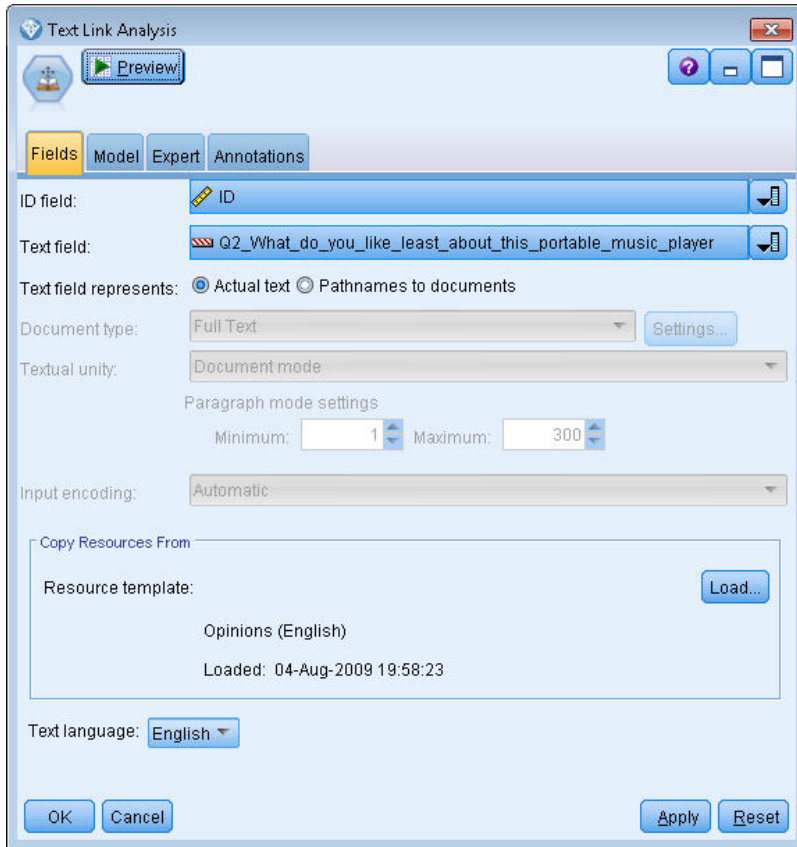 Text Link Analysis
Preview
Fields Model Expert Annotations
ID field: ID
Text field: Q2_What_do_you_like_least_about_this_portable_music_player
Text field represents: Actual text Pathnames to documents
Document type: Full Text Settings...
Textual unity: Document mode
Paragraph mode settings
Minimum: 1 Maximum: 300
Input encoding: Automatic
Copy Resources From
Resource template: Load...
Opinions (English)
Loaded: 04-Aug-2009 19:58:23
Text language: English
OK Cancel Apply Reset